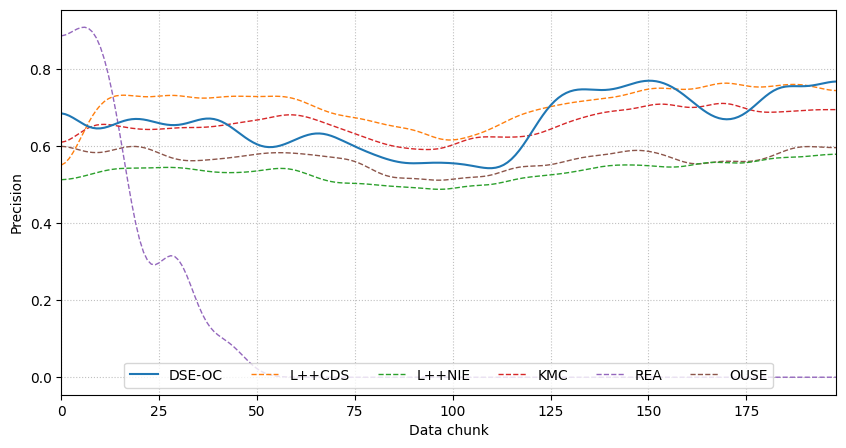 Precision
0.8
0.6
0.4
0.2
0.0
DSE-OC L++CDS L++NIE KMC REA OUSE
0 25 50 75 100 125 150 175
Data chunk